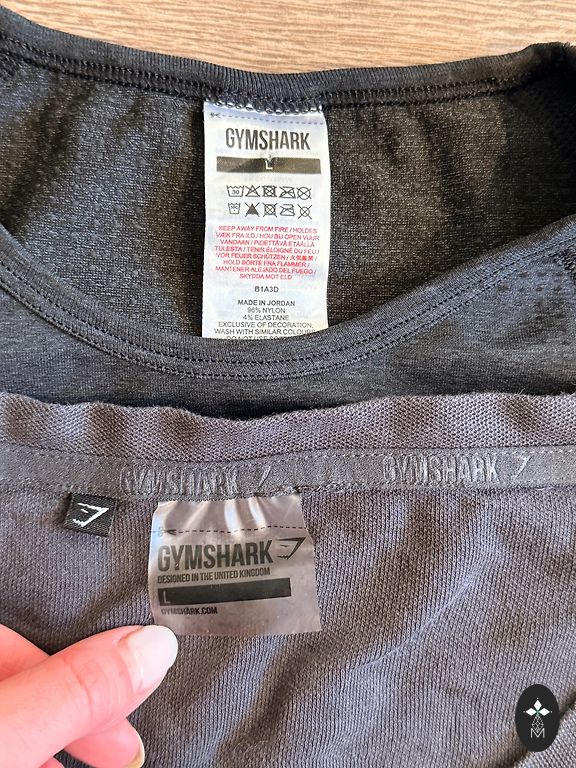 GYMSHARK
L
30
KEEP AWAY FROM FIRE / HOLDES
VÆK FRA ILD / HOU BIJ OPEN VUUR
VANDAAN / PIDETTÄVÄ ETÄÄLLÄ
TULESTA / TENIR ÉLOIGNÉ DU FEU /
VOR FEUER SCHÜTZEN / 火気厳禁 /
HOLD BORTE FRA FLAMMER /
MANTENER ALEJADO DEL FUEGO /
SKYDDA MOT ELD
B1A3D
MADE IN JORDAN
96% NYLON
4% ELASTANE
EXCLUSIVE OF DECORATION,
WASH WITH SIMILAR COLOURS
GYMSHARK GYMSHARK
GYMSHARK
DESIGNED IN THE UNITED KINGDOM
L
GYMSHARK.COM
M